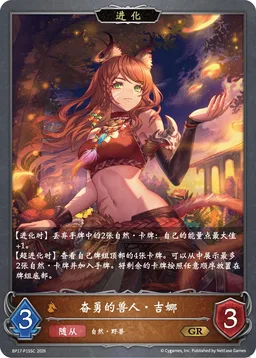 进化
【进化时】丢弃手牌中的2张自然·卡牌：自己的能量点最大值
+1。
【超进化时】查看自己牌组顶部的4张卡牌。可以从中展示最多
2张自然·卡牌并加入手牌。将剩余的卡牌按照任意顺序放置在
牌组底部。
奋勇的兽人·吉娜
3
随从
自然·野兽
GR
3
© Cygames, Inc. Published by NetEase Games